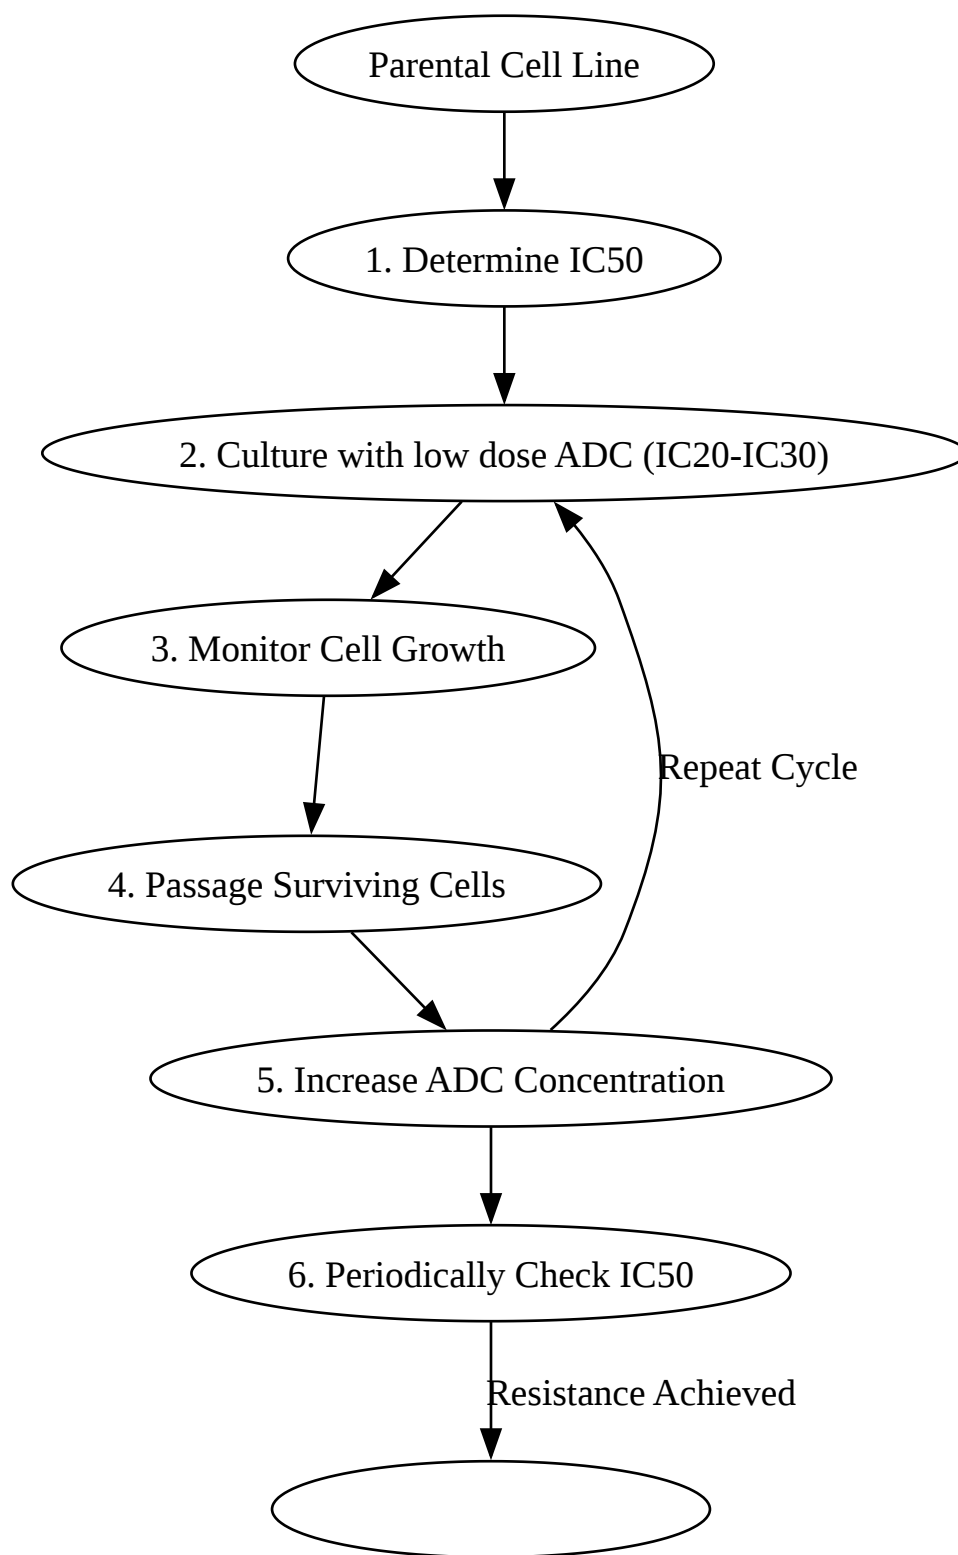 Parental Cell Line
1. Determine IC50
2. Culture with low dose ADC (IC20-IC30)
3. Monitor Cell Growth
Repeat Cycle
4. Passage Surviving Cells
5. Increase ADC Concentration
6. Periodically Check IC50
Resistance Achieved